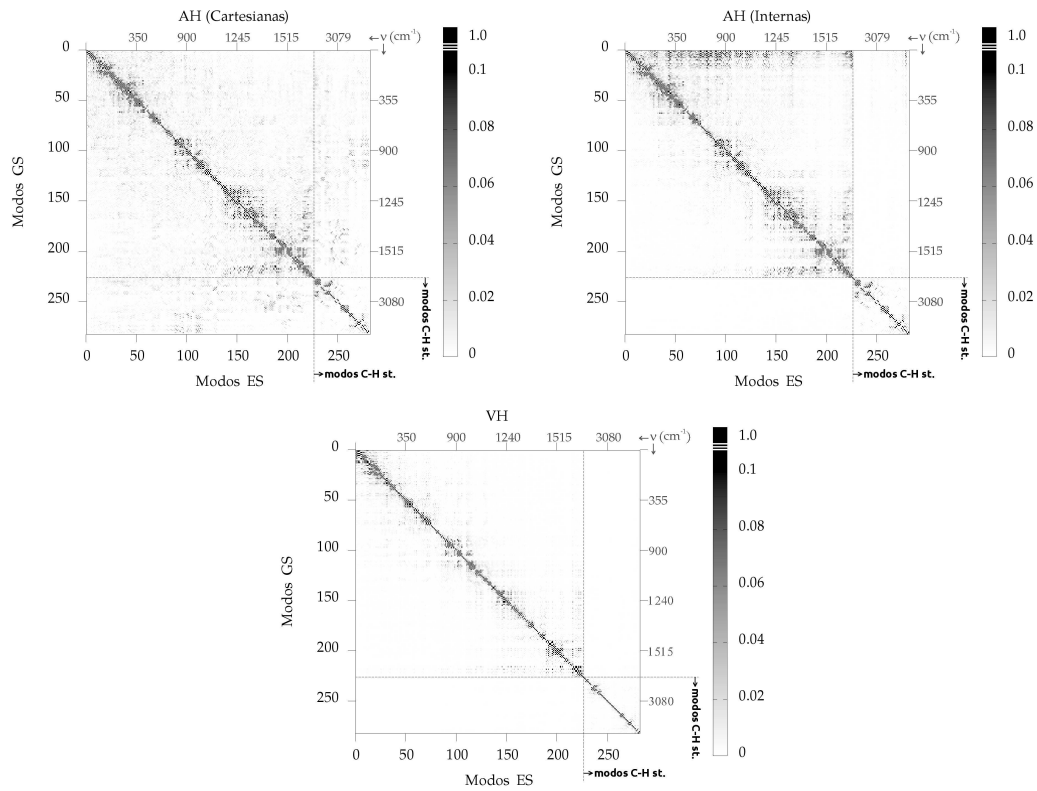 AH (Cartesianas)
350 900 1245 1515 3079 ←ν (cm⁻¹)
0
50
100
150
200
250
Modos GS
355
900
1245
1515
3080
→modos C-H st.
0 50 100 150 200 250
→modos C-H st.
Modos ES
1.0
0.1
0.08
0.06
0.04
0.02
0
AH (Internas)
350 900 1245 1515 3079 ←ν (cm⁻¹)
0
50
100
150
200
250
Modos GS
355
900
1245
1515
3080
→modos C-H st.
0 50 100 150 200 250
→modos C-H st.
Modos ES
1.0
0.1
0.08
0.06
0.04
0.02
0
VH
350 900 1240 1515 3080 ←ν (cm⁻¹)
0
50
100
150
200
250
Modos GS
355
900
1240
1515
3080
→modos C-H st.
0 50 100 150 200 250
→modos C-H st.
Modos ES
1.0
0.1
0.08
0.06
0.04
0.02
0